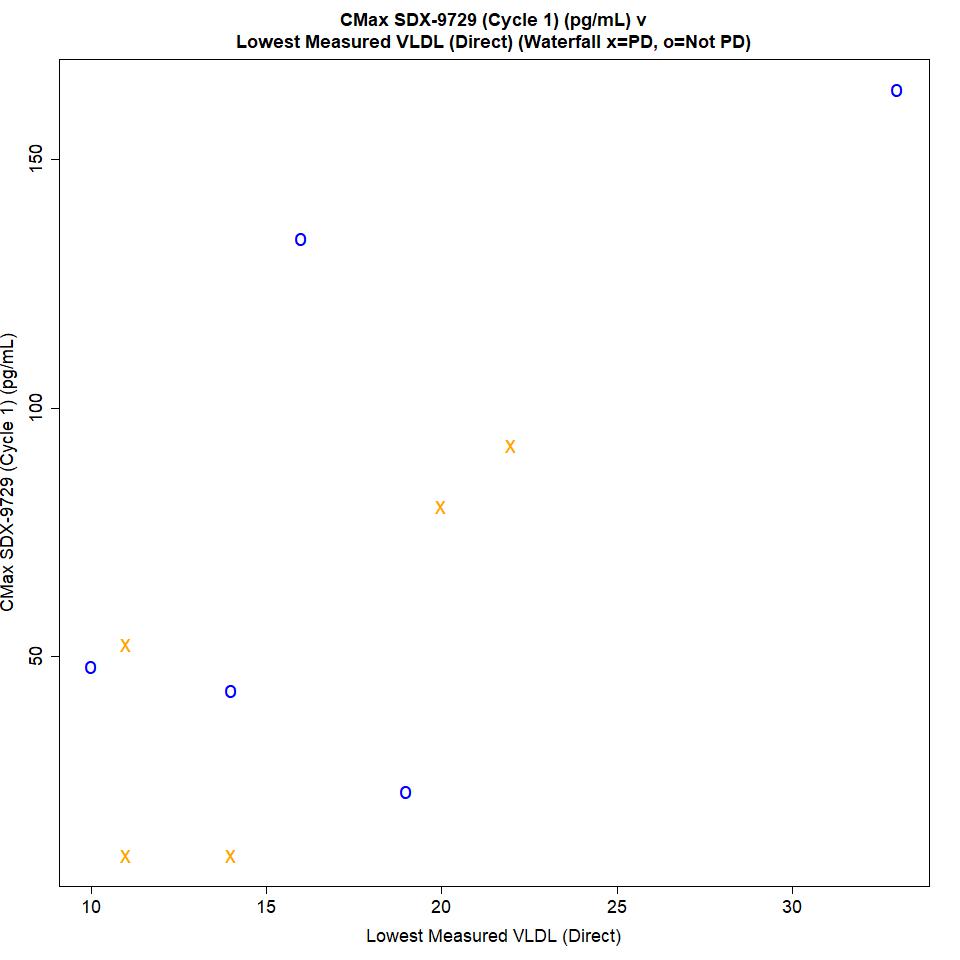 CMax SDX-9729 (Cycle 1) (pg/mL) v
Lowest Measured VLDL (Direct) (Waterfall x=PD, o=Not PD)
CMax SDX-9729 (Cycle 1) (pg/mL)
150
100
50
o
o
x
x
x
o
o
o
x
x
10
15
20
25
30
Lowest Measured VLDL (Direct)